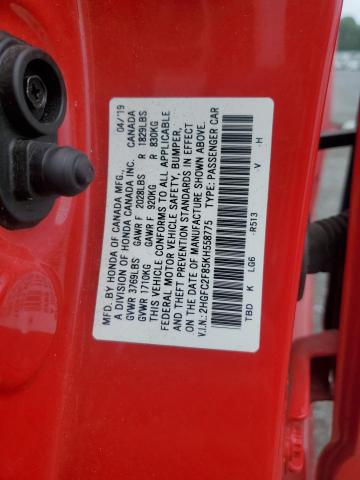 MFD. BY HONDA OF CANADA MFG., 04/'19
A DIVISION OF HONDA CANADA INC. CANADA
GVWR 3769LBS GAWR F 2028LBS R 1829LBS
GVWR 1710KG GAWR F 920KG R 830KG
THIS VEHICLE CONFORMS TO ALL APPLICABLE
FEDERAL MOTOR VEHICLE SAFETY, BUMPER,
AND THEFT PREVENTION STANDARDS IN EFFECT
ON THE DATE OF MANUFACTURE SHOWN ABOVE.
V.I.N.: 2HGFC2F85KH558775 TYPE: PASSENGER CAR
TBD K LG6 -R513 V -H